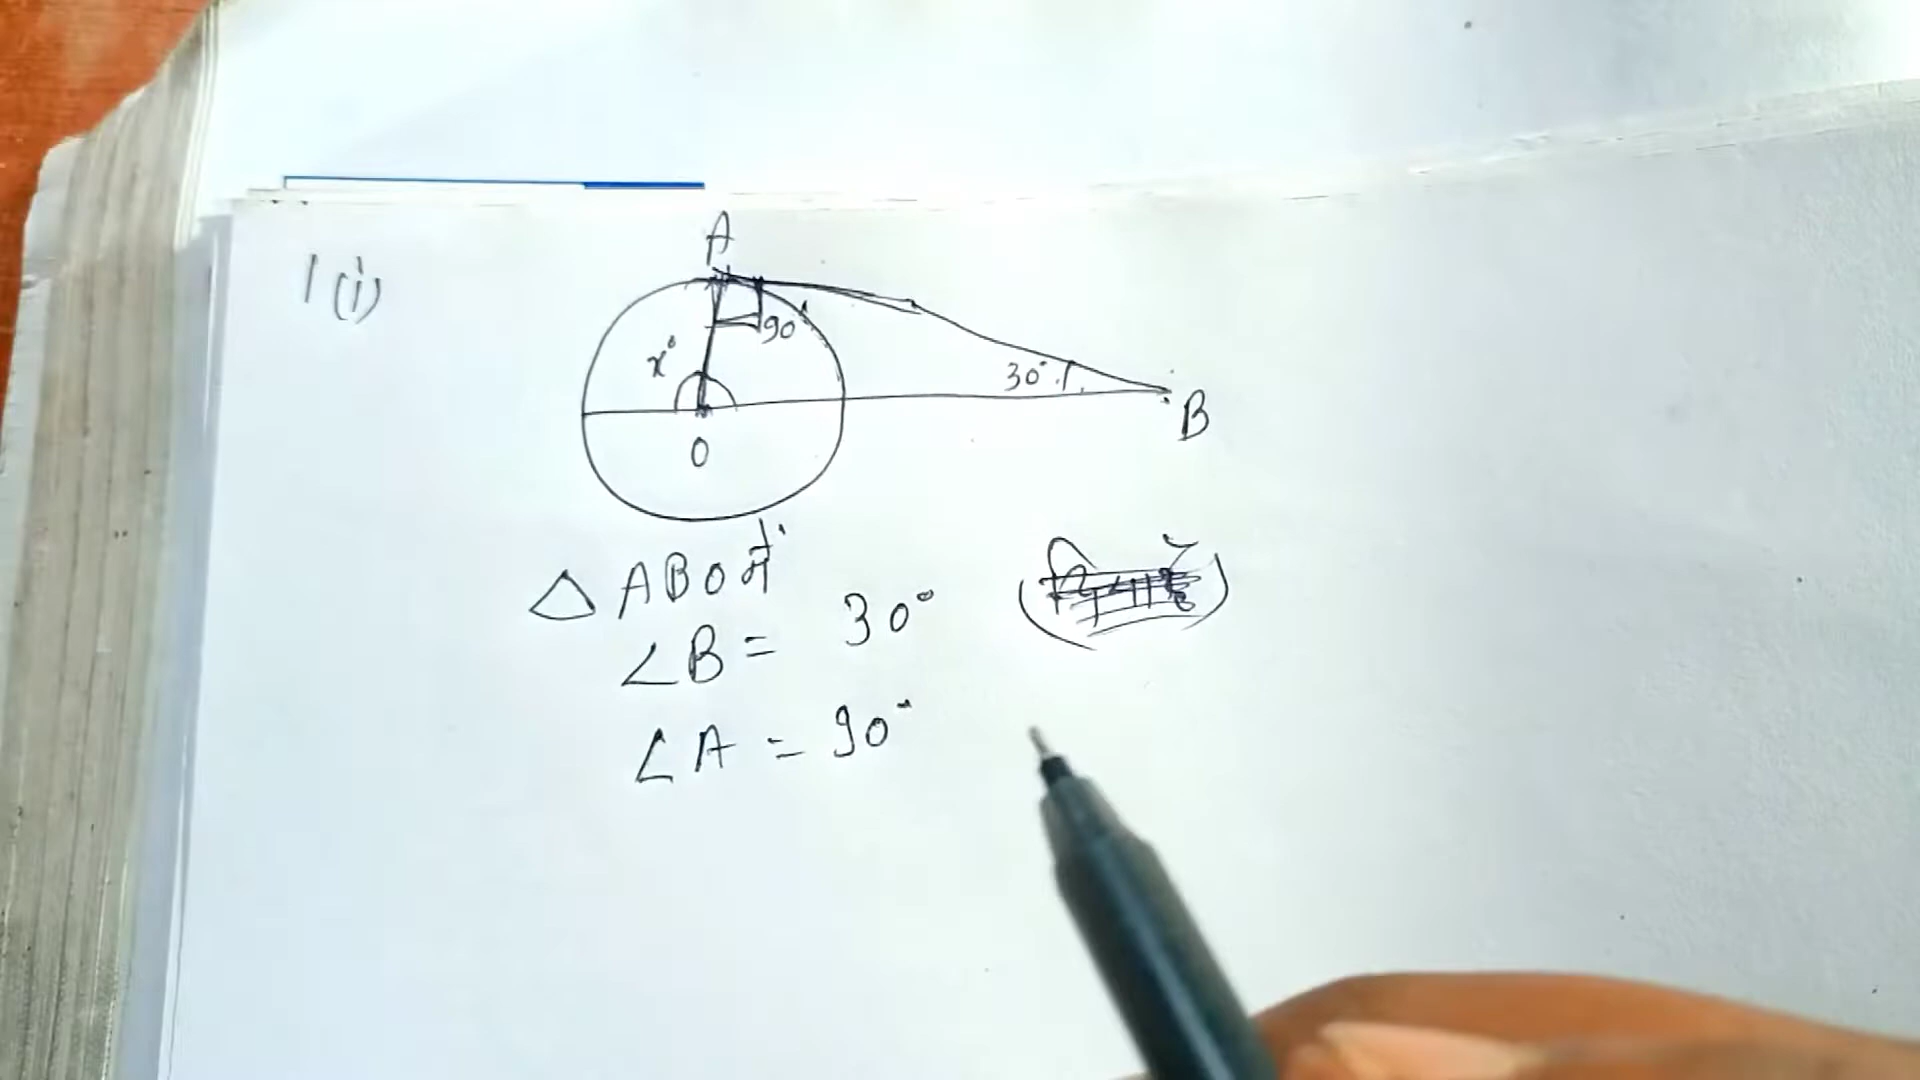 1 (i)
A
90°
x°
30°
B
O
△ ABO में
∠B = 30°
∠A = 90°